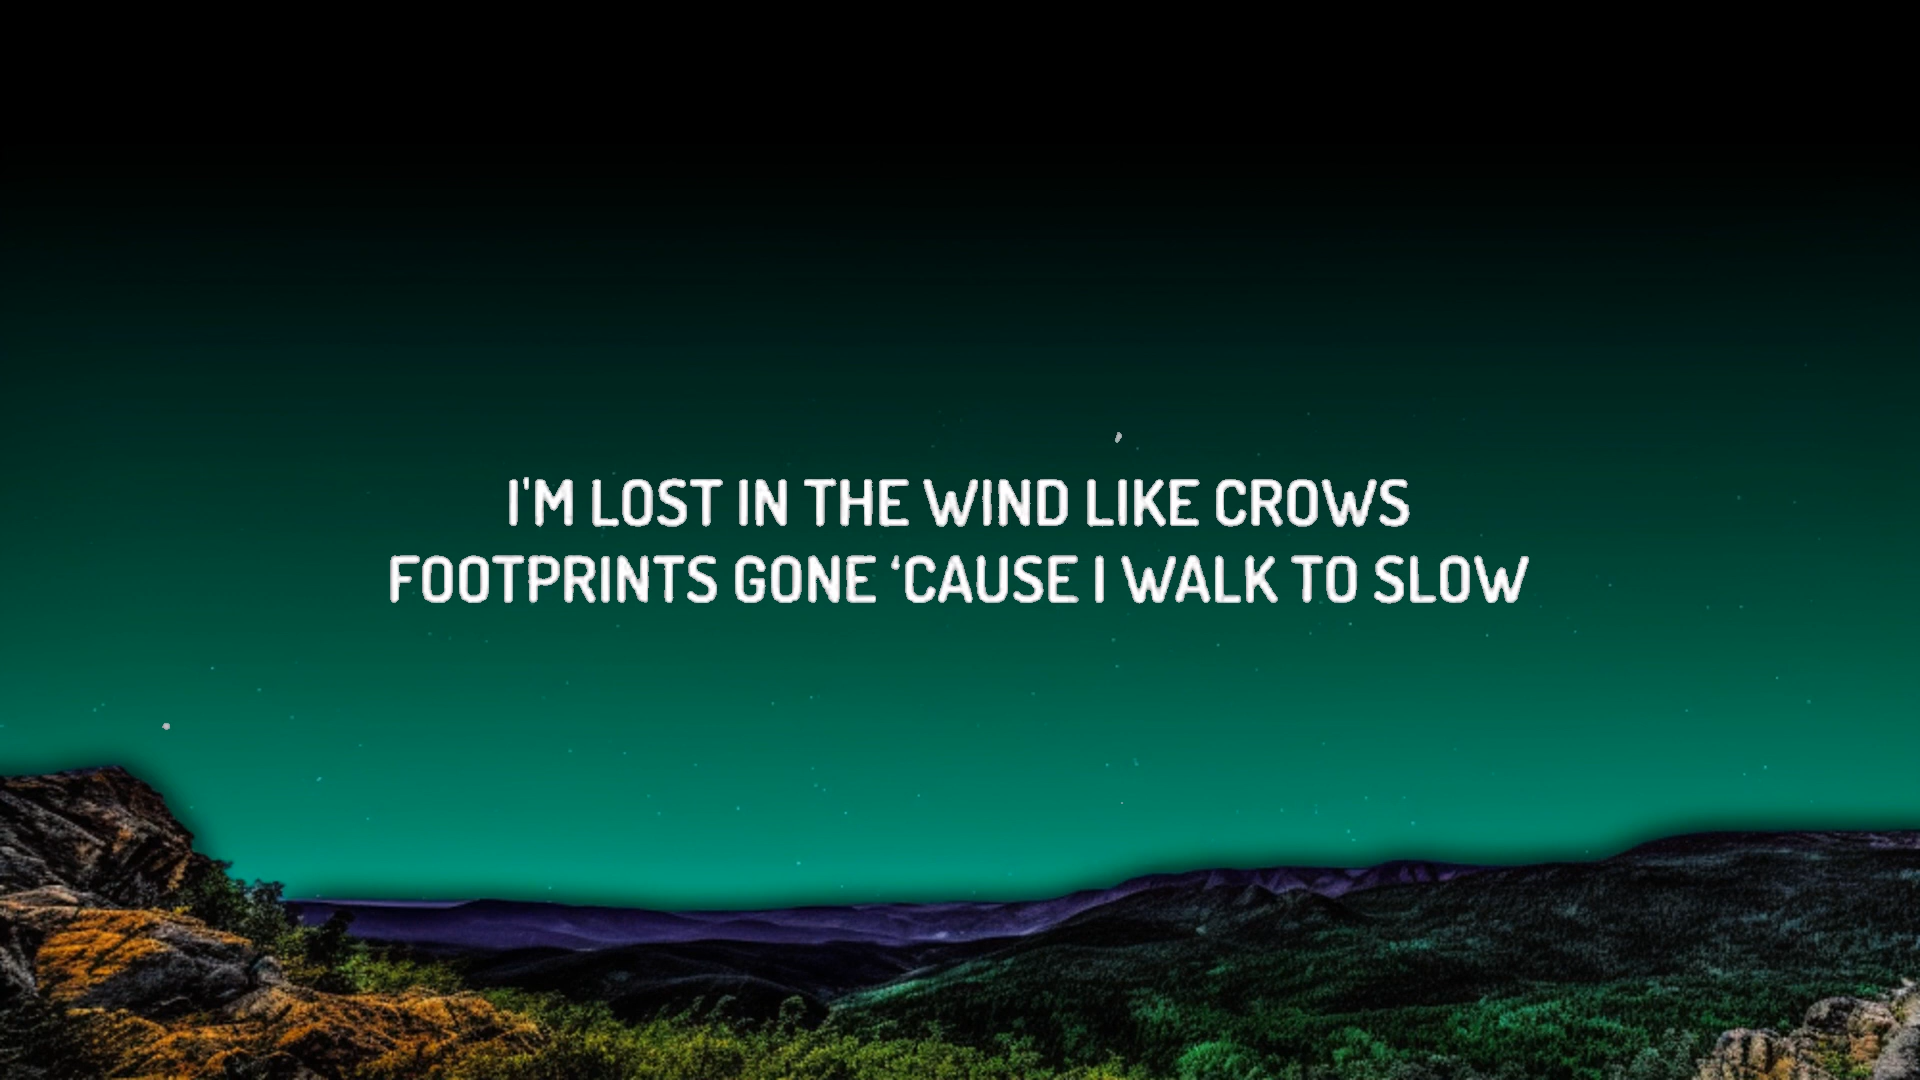 I'M LOST IN THE WIND LIKE CROWS
FOOTPRINTS GONE ‘CAUSE I WALK TO SLOW